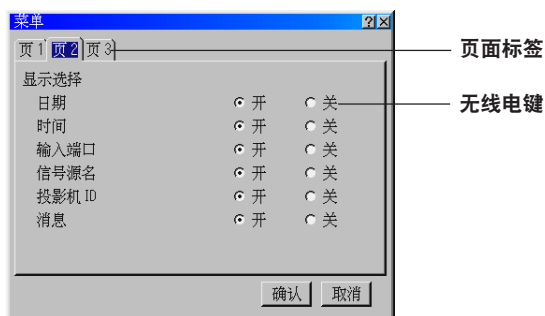 菜单
页1 页2 页3
页面标签
显示选择
日期 开 关
无线电键
时间 开 关
输入端口 开 关
信号源名 开 关
投影机 ID 开 关
消息 开 关
确认 取消